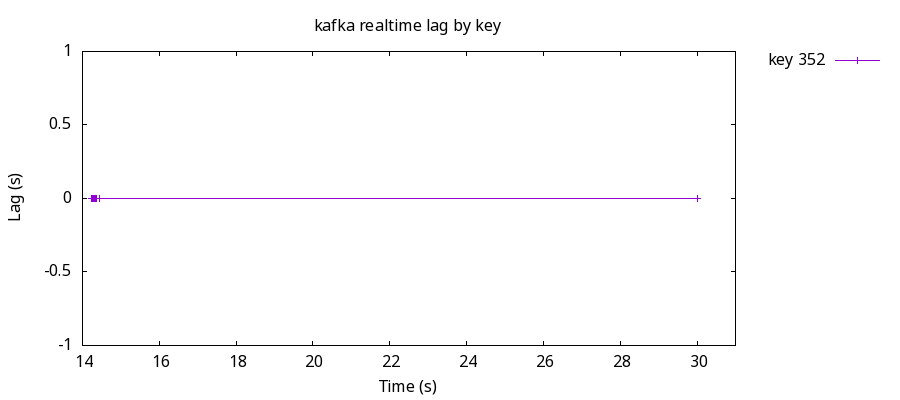 kafka realtime lag by key
key 352
1
0.5
0
-0.5
-1
Lag (s)
14 16 18 20 22 24 26 28 30
Time (s)